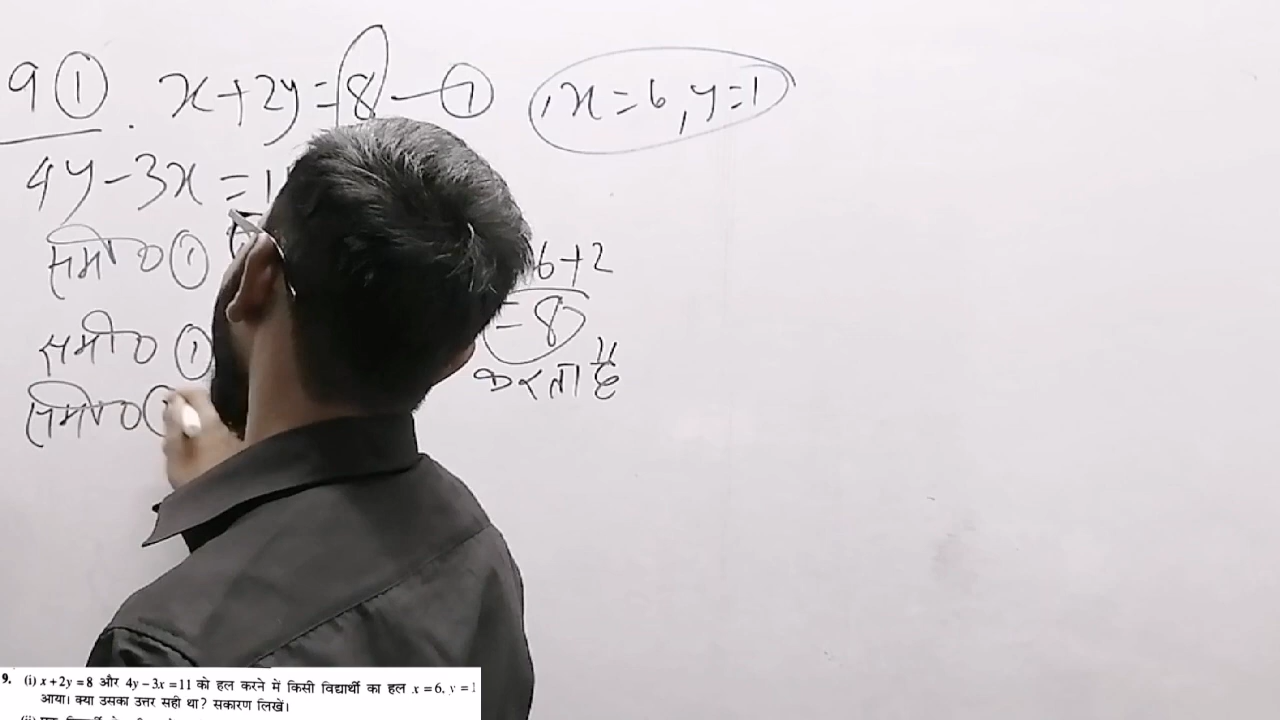 9 ① . x+2y=8 — ① , x=6, y=1
4y-3x=1
समी० ①
6+2
=8
समी० ①
करता है
समी०
9. (i) x+2y=8 और 4y-3x=11 को हल करने में किसी विद्यार्थी का हल x=6, y=1
आया। क्या उसका उत्तर सही था? सकारण लिखें।